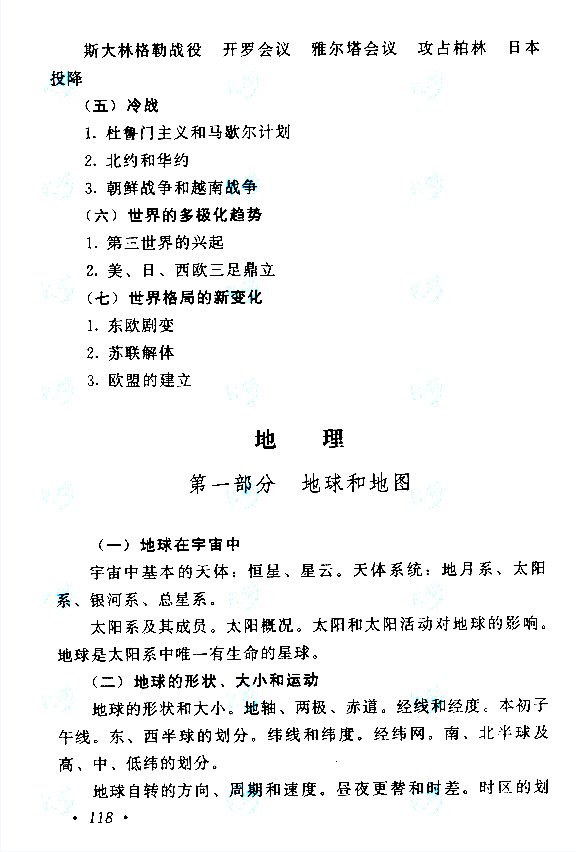 斯大林格勒战役 开罗会议 雅尔塔会议 攻占柏林 日本
投降
（五）冷战
1. 杜鲁门主义和马歇尔计划
2. 北约和华约
3. 朝鲜战争和越南战争
（六）世界的多极化趋势
1. 第三世界的兴起
2. 美、日、西欧三足鼎立
（七）世界格局的新变化
1. 东欧剧变
2. 苏联解体
3. 欧盟的建立
地 理
第一部分 地球和地图
（一）地球在宇宙中
宇宙中基本的天体：恒星、星云。天体系统：地月系、太阳
系、银河系、总星系。
太阳系及其成员。太阳概况。太阳和太阳活动对地球的影响。
地球是太阳系中唯一有生命的星球。
（二）地球的形状、大小和运动
地球的形状和大小。地轴、两极、赤道。经线和经度。本初子
午线。东、西半球的划分。纬线和纬度。经纬网。南、北半球及
高、中、低纬的划分。
地球自转的方向、周期和速度。昼夜更替和时差。时区的划
· 118 ·